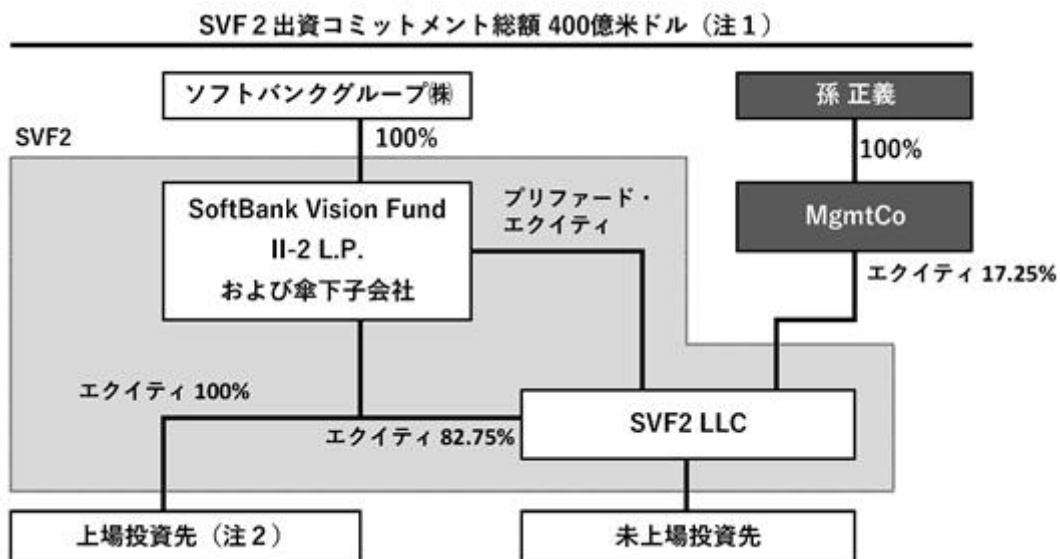 SVF2出資コミットメント総額 400億米ドル（注1）
ソフトバンクグループ㈱
孫 正義
SVF2
100%
100%
SoftBank Vision Fund
II-2 L.P.
および傘下子会社
プリファード・
エクイティ
MgmtCo
エクイティ 17.25%
エクイティ 100%
エクイティ 82.75%
SVF2 LLC
上場投資先（注2）
未上場投資先